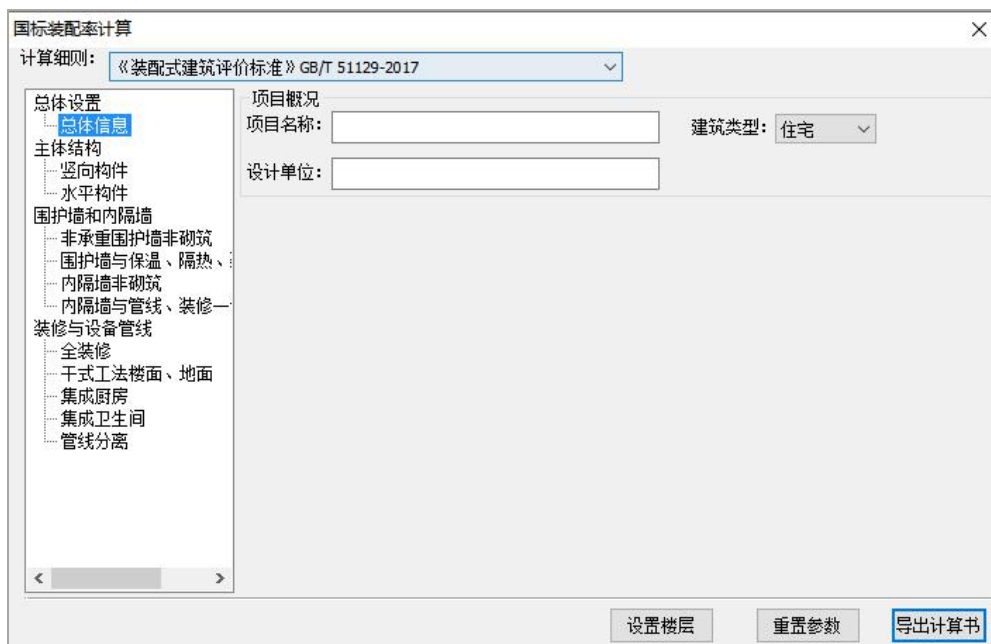 国标装配率计算
计算细则：
《装配式建筑评价标准》GB/T 51129-2017
总体设置
总体信息
主体结构
竖向构件
水平构件
围护墙和内隔墙
非承重围护墙非砌筑
围护墙与保温、隔热、
内隔墙非砌筑
内隔墙与管线、装修一
装修与设备管线
全装修
干式工法楼面、地面
集成厨房
集成卫生间
管线分离
项目概况
项目名称：
建筑类型：住宅
设计单位：
设置楼层
重置参数
导出计算书